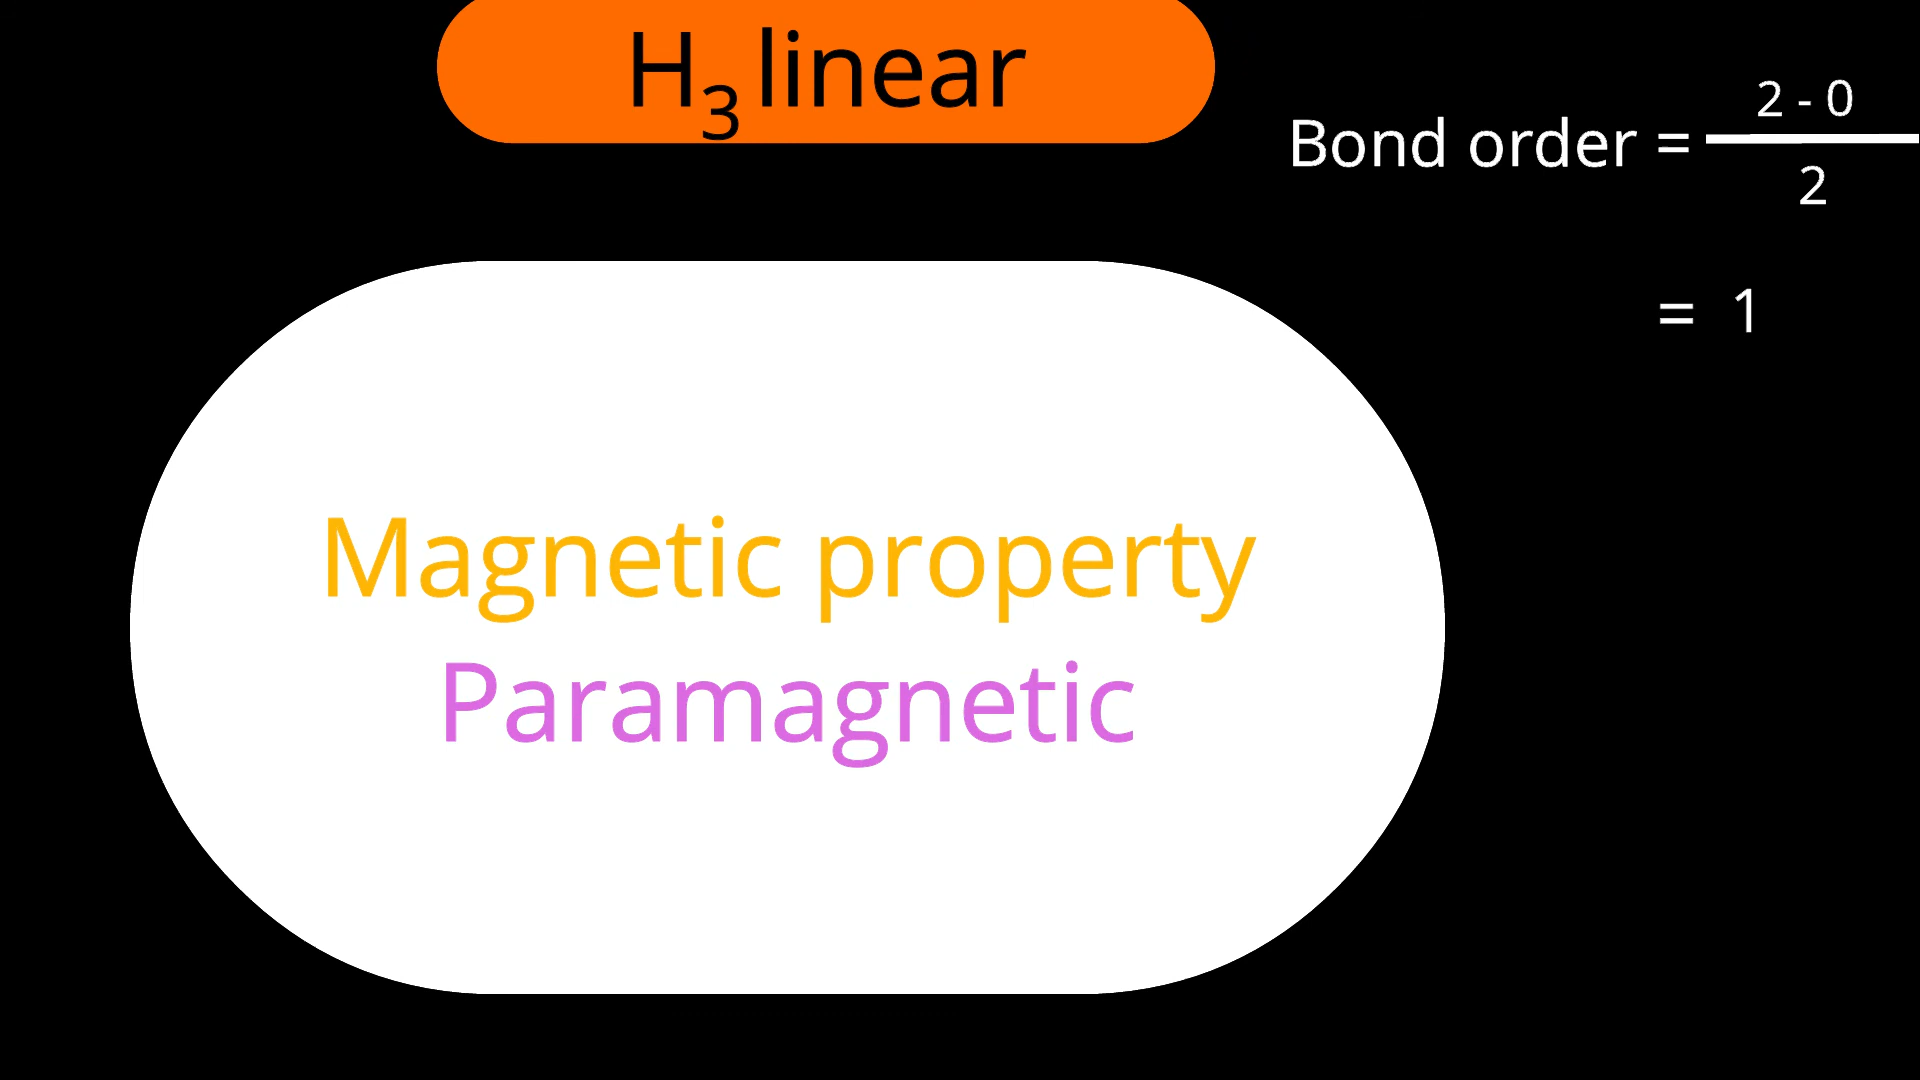 H₃ linear
Bond order = 2 - 0 / 2
= 1
Magnetic property
Paramagnetic